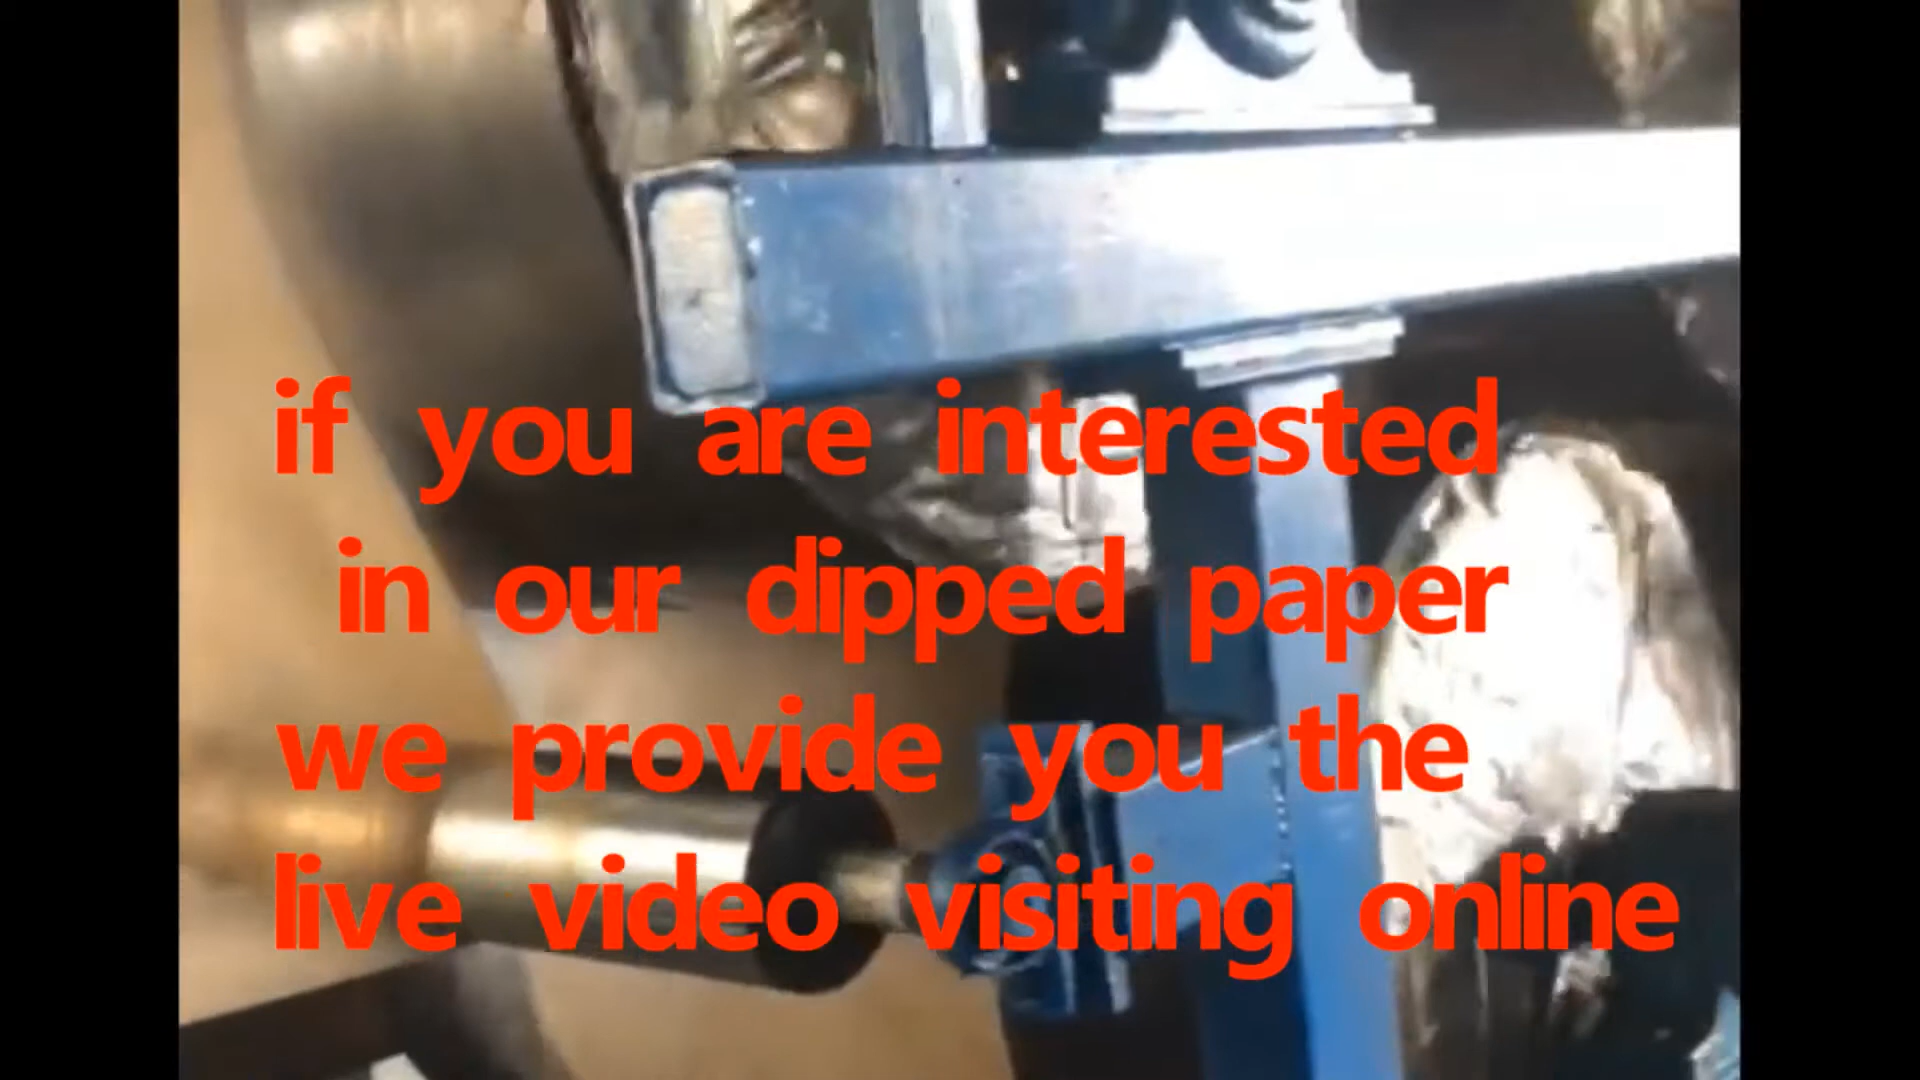 if you are interested
in our dipped paper
we provide you the
live video visiting online